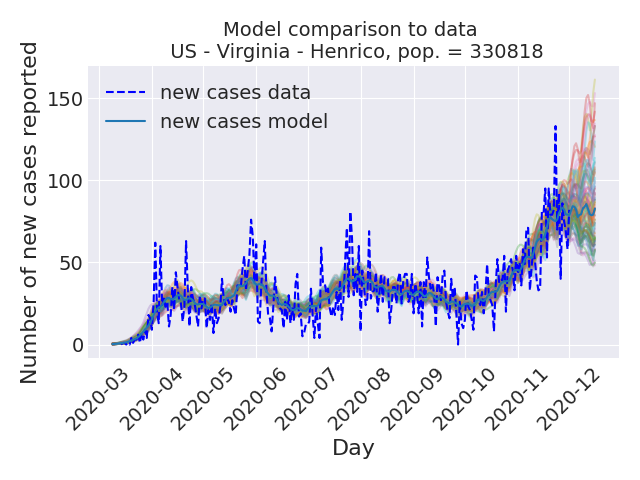 Model comparison to data
US - Virginia - Henrico, pop. = 330818
Number of new cases reported
150
100
50
0
new cases data
new cases model
2020-03
2020-04
2020-05
2020-06
2020-07
2020-08
2020-09
2020-10
2020-11
2020-12
Day